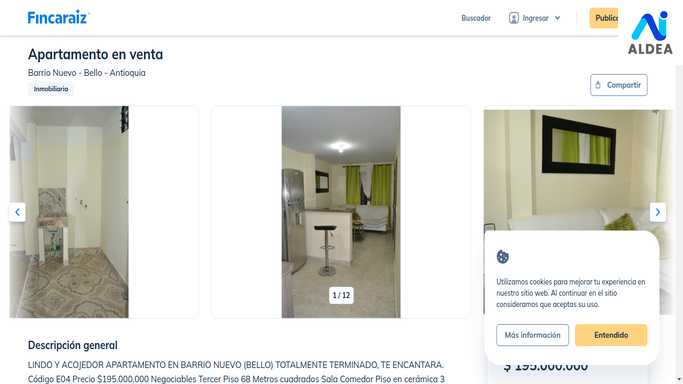 Fincaraíz
Buscador
Ingresar
Publica
ALDEA
Apartamento en venta
Barrio Nuevo - Bello - Antioquia
Inmobiliario
Compartir
1 / 12
Utilizamos cookies para mejorar tu experiencia en
nuestro sitio web. Al continuar en el sitio
consideramos que aceptas su uso.
Más información
Entendido
$ 195.000.000
Descripción general
LINDO Y ACOJEDOR APARTAMENTO EN BARRIO NUEVO (BELLO) TOTALMENTE TERMINADO, TE ENCANTARA.
Código E04 Precio $195.000.000 Negociables Tercer Piso 68 Metros cuadrados Sala Comedor Piso en cerámica 3